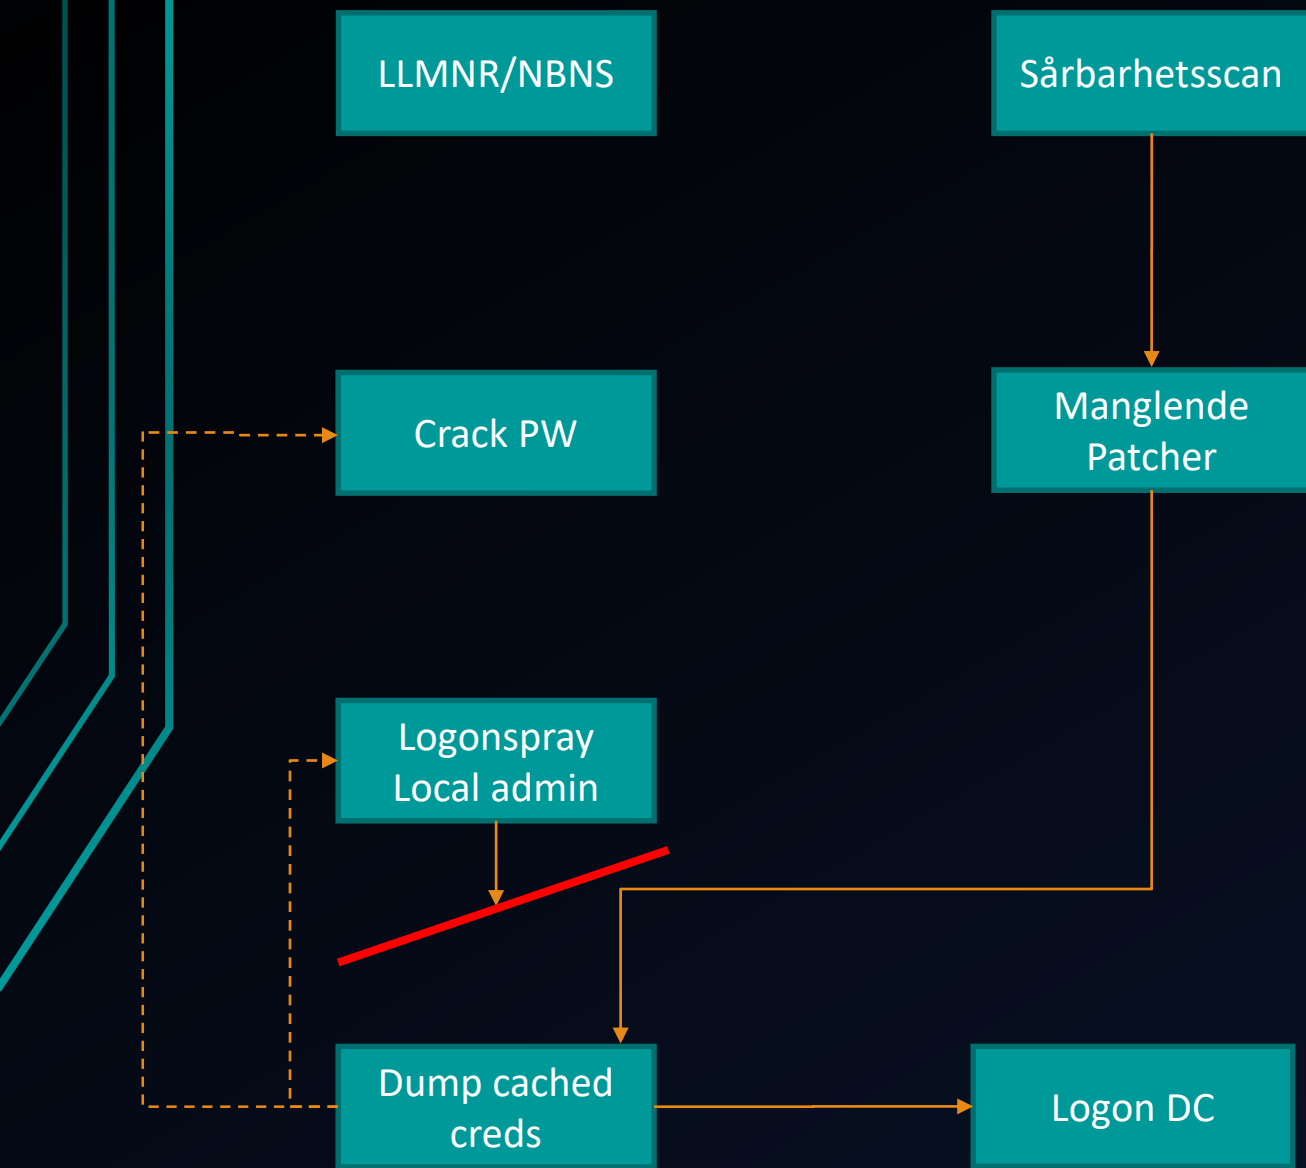 LLMNR/NBNS
Sårbarhetsscan
Crack PW
Manglende
Patcher
Logonspray
Local admin
Dump cached
creds
Logon DC